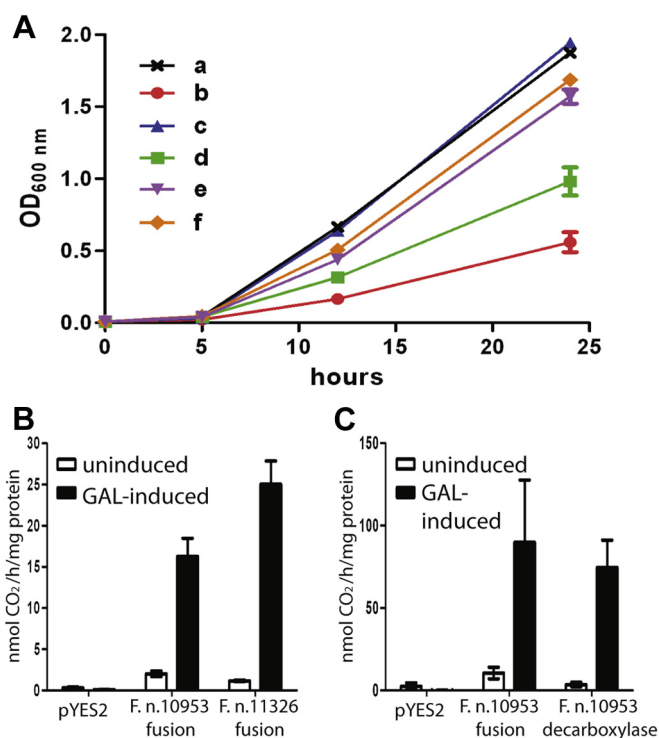 A
OD600 nm
2.0
1.5
1.0
0.5
0.0
a
b
c
d
e
f
0 5 10 15 20 25
hours
B
nmol CO2/h/mg protein
30
25
20
15
10
5
0
uninduced
GAL-induced
pYES2 F. n.10953 F. n.11326
fusion fusion
C
nmol CO2/h/mg protein
150
100
50
0
uninduced
GAL-
induced
pYES2 F. n.10953 F. n.10953
fusion decarboxylase